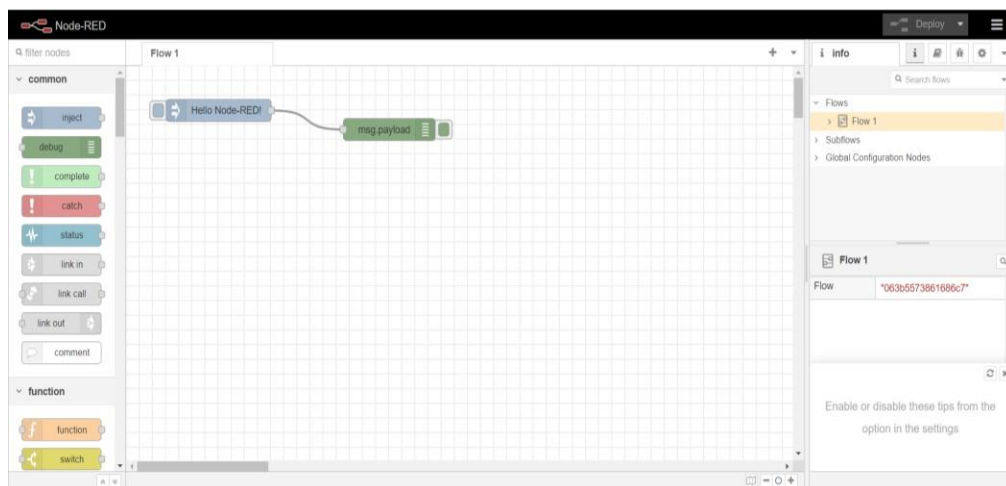 Node-RED
Deploy
filter nodes
common
inject
debug
complete
catch
status
link in
link call
link out
comment
function
function
switch
Flow 1
Hello Node-RED!
msg.payload
i info
i
Search flows
Flows
Flow 1
Subflows
Global Configuration Nodes
Flow 1
Flow "063b5573861686c7"
Enable or disable these tips from the
option in the settings